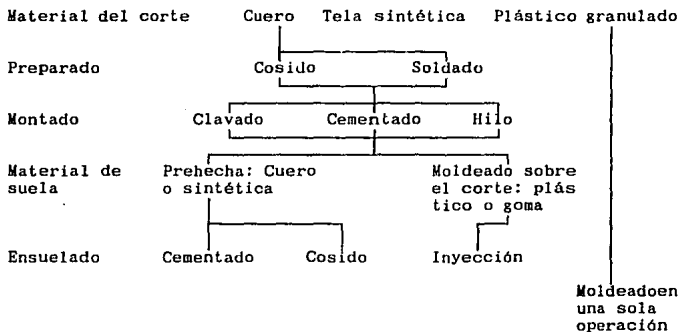 Material del corte Cuero Tela sintética Plástico granulado
Preparado Cosido Soldado
Montado Clavado Cementado Hilo
Material de Prehecha: Cuero Moldeado sobre
suela o sintética el corte: plás
tico o goma
Ensuelado Cementado Cosido Inyección
Moldeadoen
una sola
operación